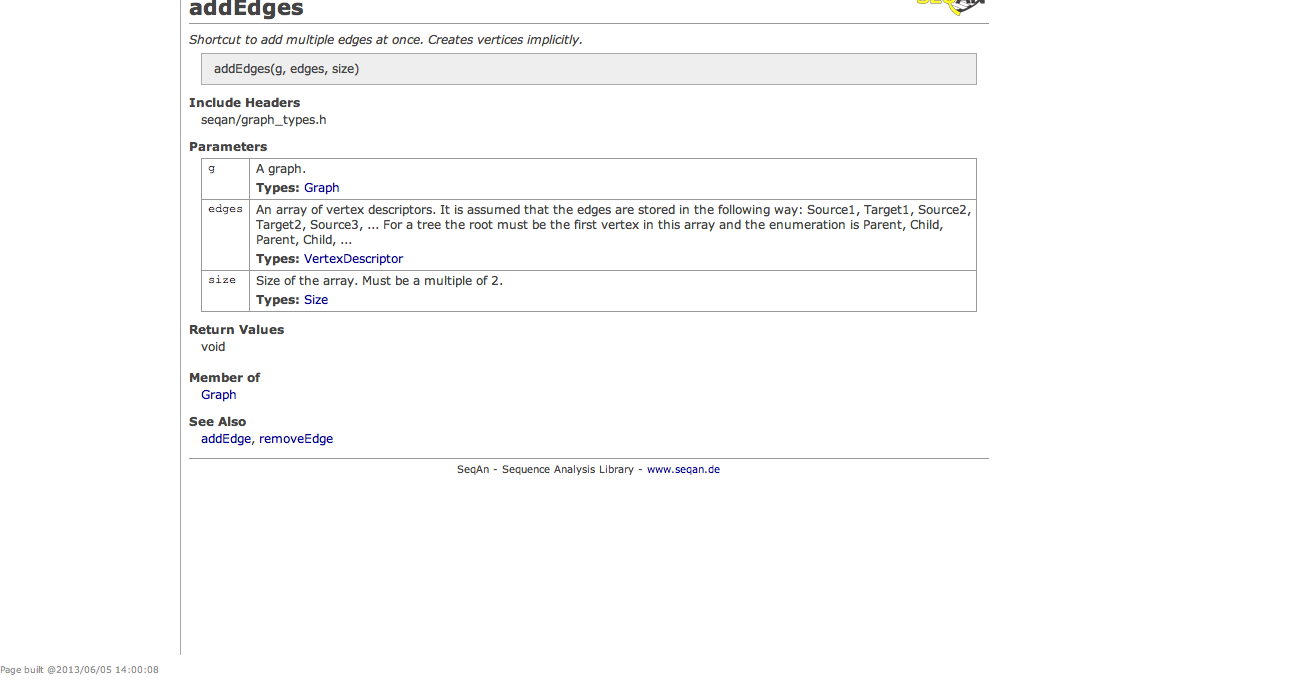 addEdges
Shortcut to add multiple edges at once. Creates vertices implicitly.
addEdges(g, edges, size)
Include Headers
seqan/graph_types.h
Parameters
g
A graph.
Types: Graph
edges
An array of vertex descriptors. It is assumed that the edges are stored in the following way: Source1, Target1, Source2,
Target2, Source3, ... For a tree the root must be the first vertex in this array and the enumeration is Parent, Child,
Parent, Child, ...
Types: VertexDescriptor
size
Size of the array. Must be a multiple of 2.
Types: Size
Return Values
void
Member of
Graph
See Also
addEdge, removeEdge
SeqAn - Sequence Analysis Library - www.seqan.de
Page built @2013/06/05 14:00:08